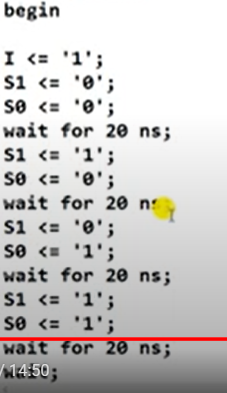 begin
I <= '1';
S1 <= '0';
S0 <= '0';
wait for 20 ns;
S1 <= '1';
S0 <= '0';
wait for 20 ns
S1 <= '0';
S0 <= '1';
wait for 20 ns;
S1 <= '1';
S0 <= '1';
wait for 20 ns;
/ 14:50